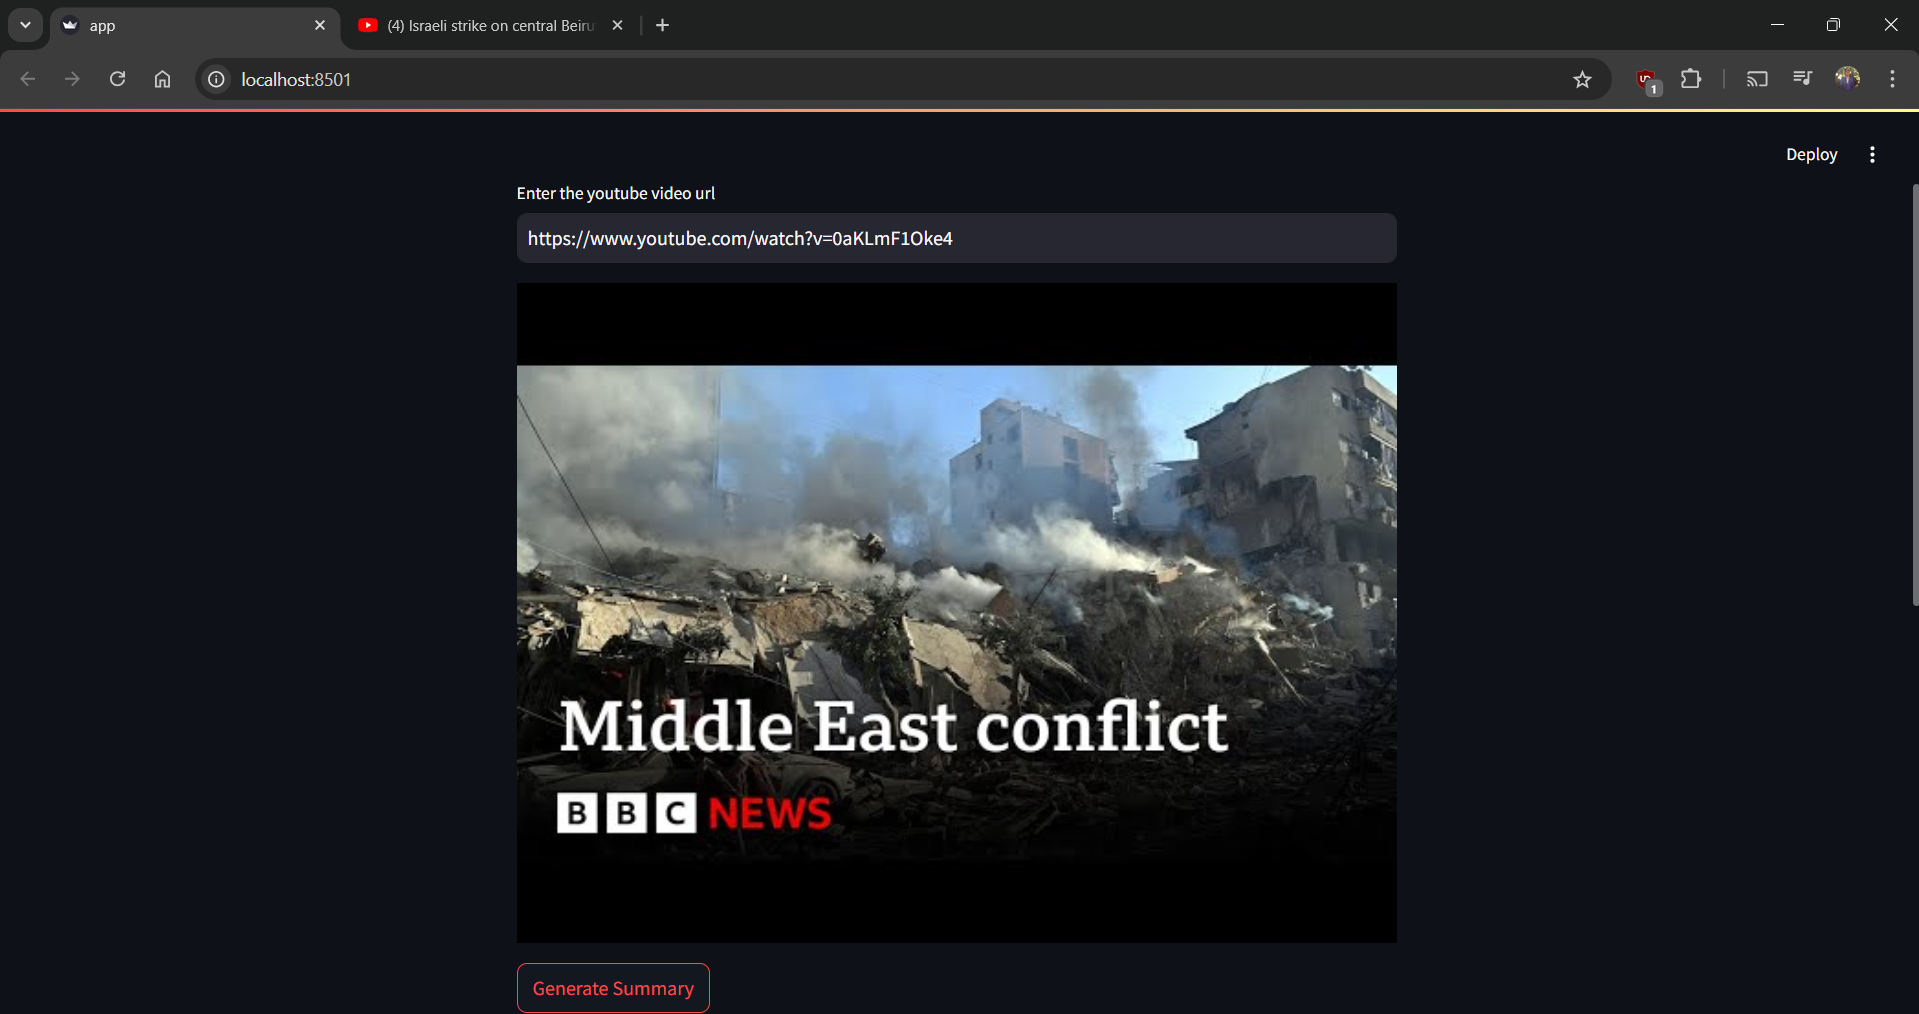 app
(4) Israeli strike on central Beiru
localhost:8501
1
Deploy
Enter the youtube video url
https://www.youtube.com/watch?v=0aKLmF1Oke4
Middle East conflict
BBC NEWS
Generate Summary